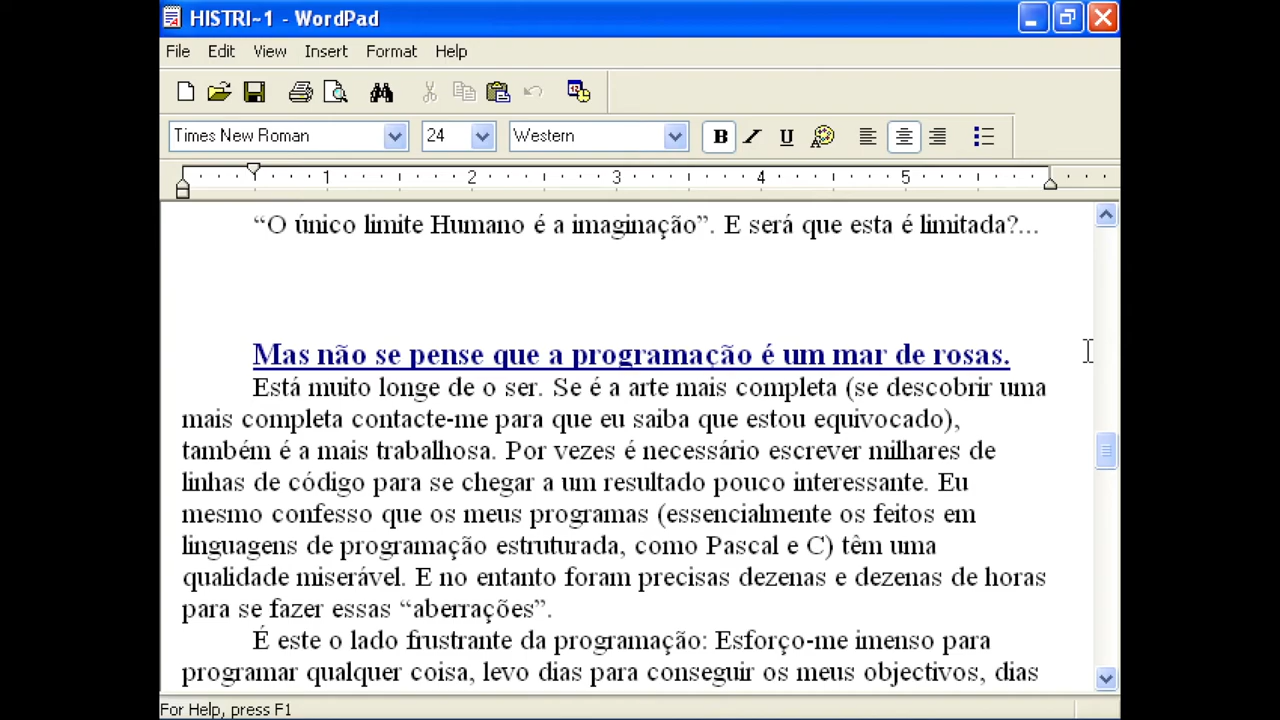 HISTRI~1 - WordPad
File Edit View Insert Format Help
Times New Roman 24 Western B I U
1 2 3 4 5
“O único limite Humano é a imaginação”. E será que esta é limitada?...
Mas não se pense que a programação é um mar de rosas.
Está muito longe de o ser. Se é a arte mais completa (se descobrir uma
mais completa contacte-me para que eu saiba que estou equivocado),
também é a mais trabalhosa. Por vezes é necessário escrever milhares de
linhas de código para se chegar a um resultado pouco interessante. Eu
mesmo confesso que os meus programas (essencialmente os feitos em
linguagens de programação estruturada, como Pascal e C) têm uma
qualidade miserável. E no entanto foram precisas dezenas e dezenas de horas
para se fazer essas “aberrações”.
É este o lado frustrante da programação: Esforço-me imenso para
programar qualquer coisa, levo dias para conseguir os meus objectivos, dias
For Help, press F1